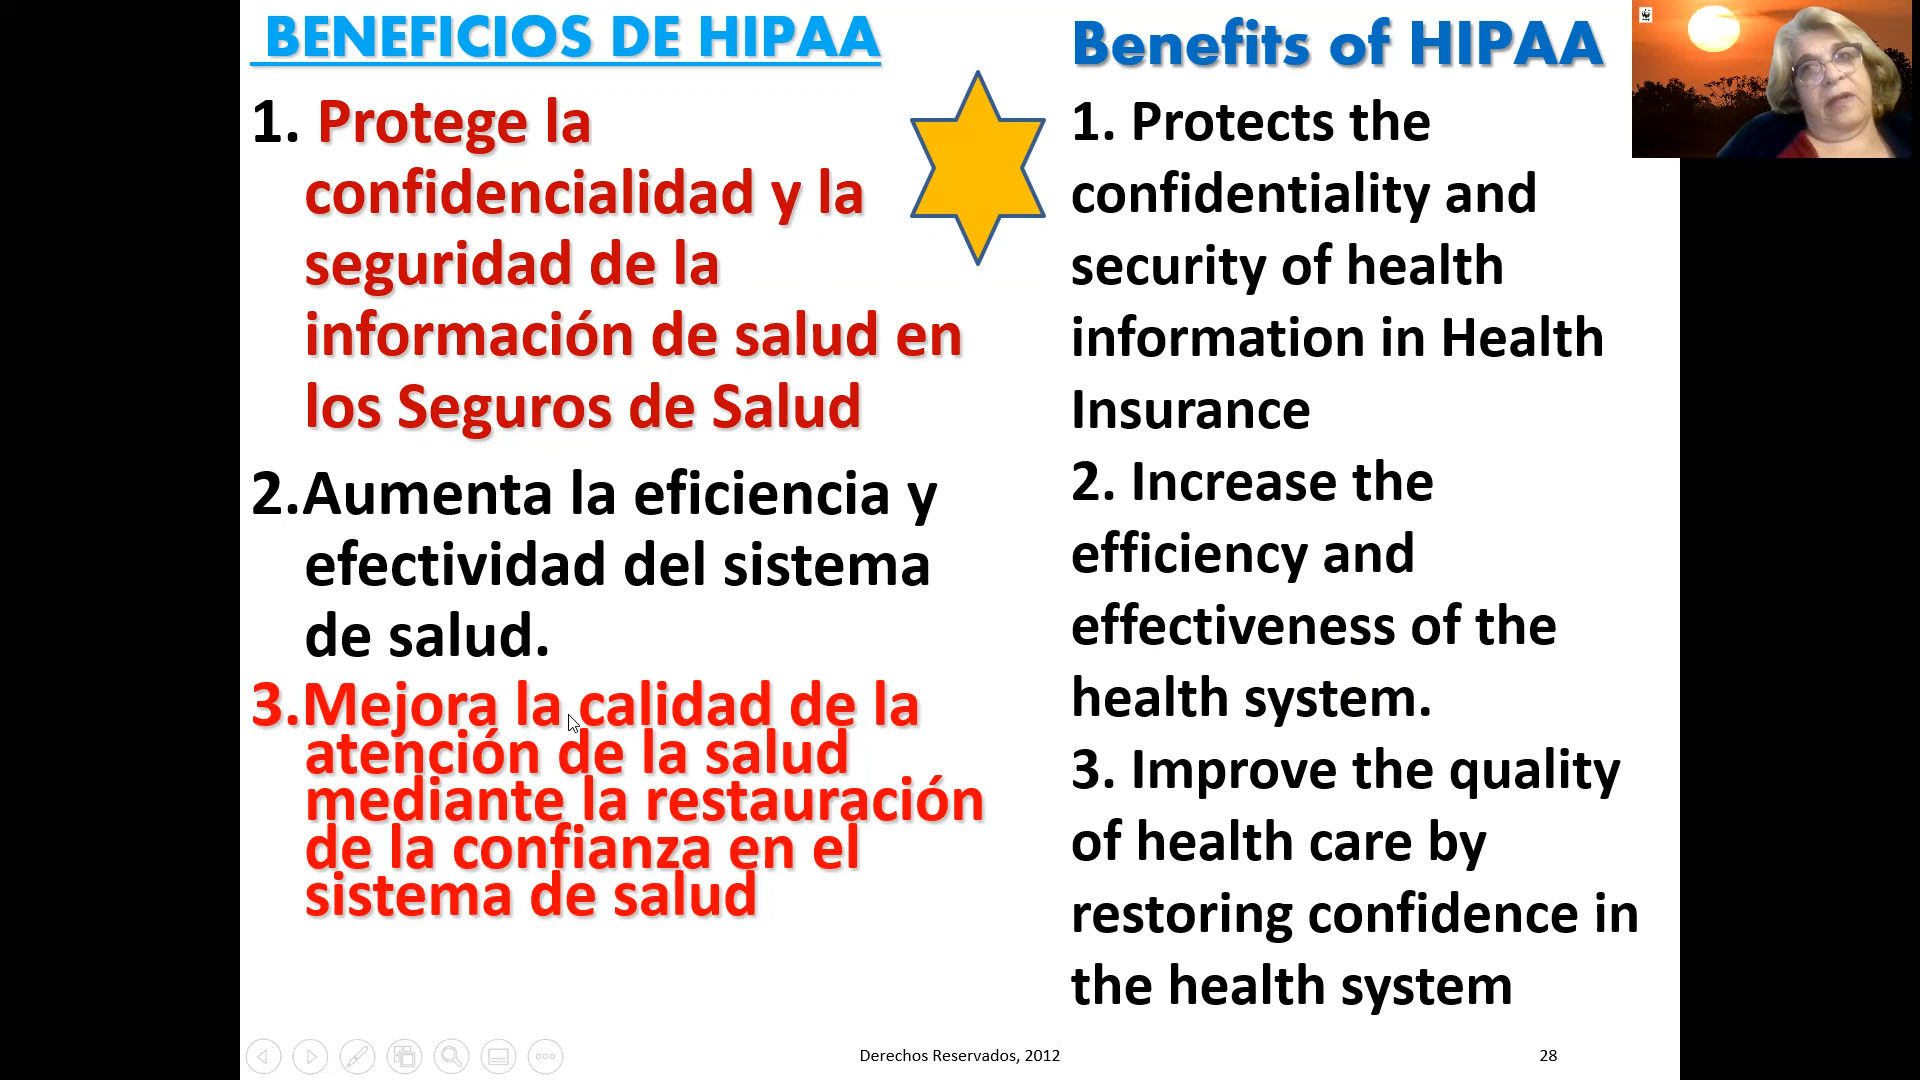 BENEFICIOS DE HIPAA
1. Protege la
confidencialidad y la
seguridad de la
información de salud en
los Seguros de Salud
2.Aumenta la eficiencia y
efectividad del sistema
de salud.
3.Mejora la calidad de la
atención de la salud
mediante la restauración
de la confianza en el
sistema de salud
Benefits of HIPAA
1. Protects the
confidentiality and
security of health
information in Health
Insurance
2. Increase the
efficiency and
effectiveness of the
health system.
3. Improve the quality
of health care by
restoring confidence in
the health system
Derechos Reservados, 2012
28